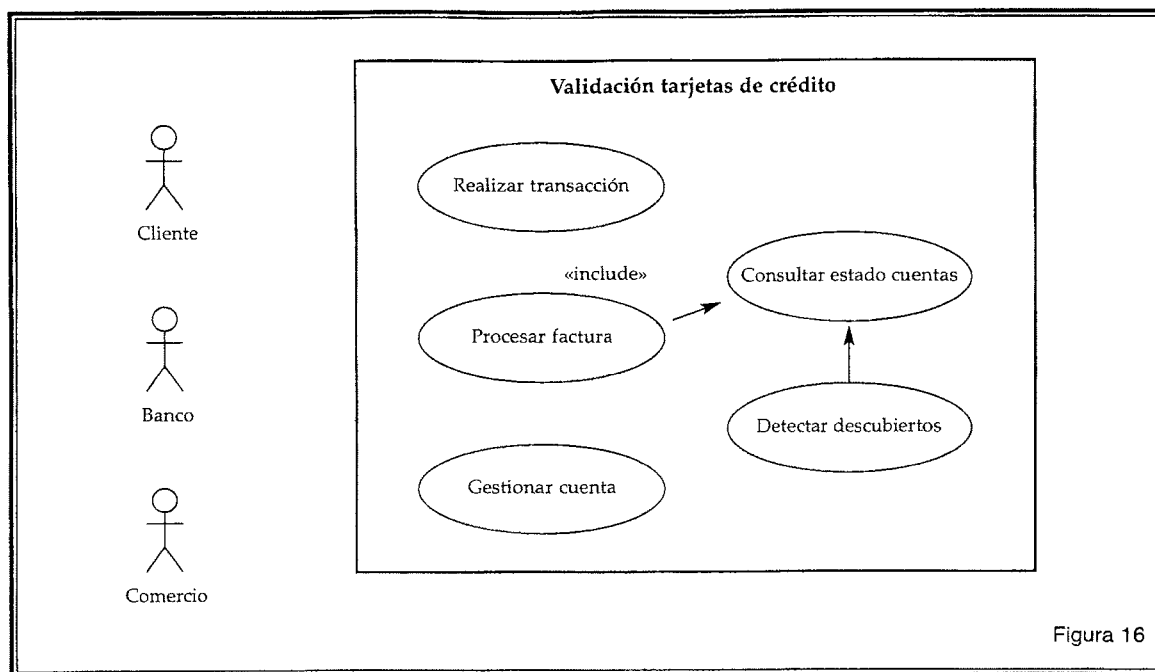 Validación tarjetas de crédito
Realizar transacción
Cliente
«include»
Consultar estado cuentas
Procesar factura
Banco
Detectar descubiertos
Gestionar cuenta
Comercio
Figura 16